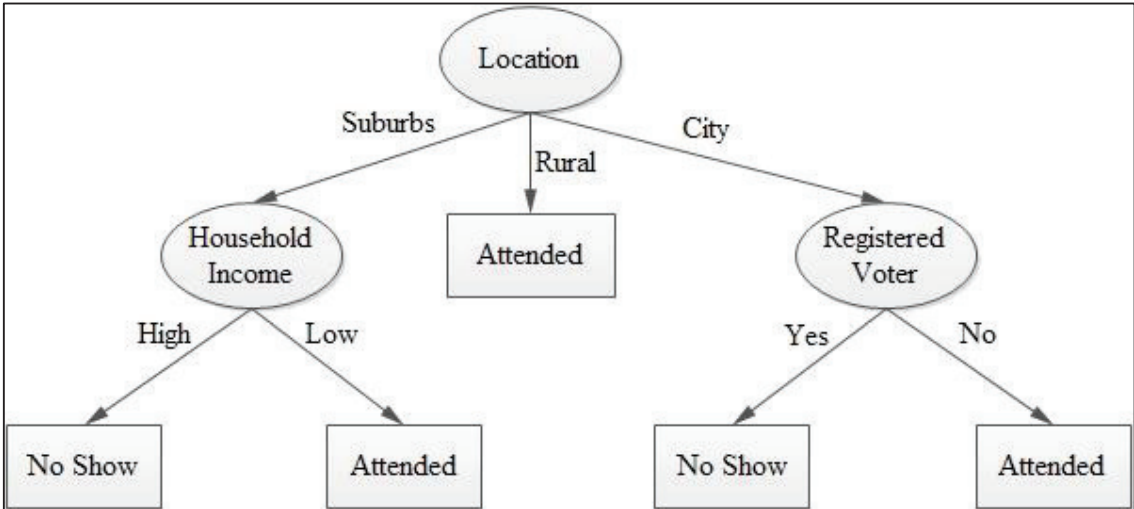 Location
Suburbs
Rural
City
Household
Income
Attended
Registered
Voter
High
Low
Yes
No
No Show
Attended
No Show
Attended